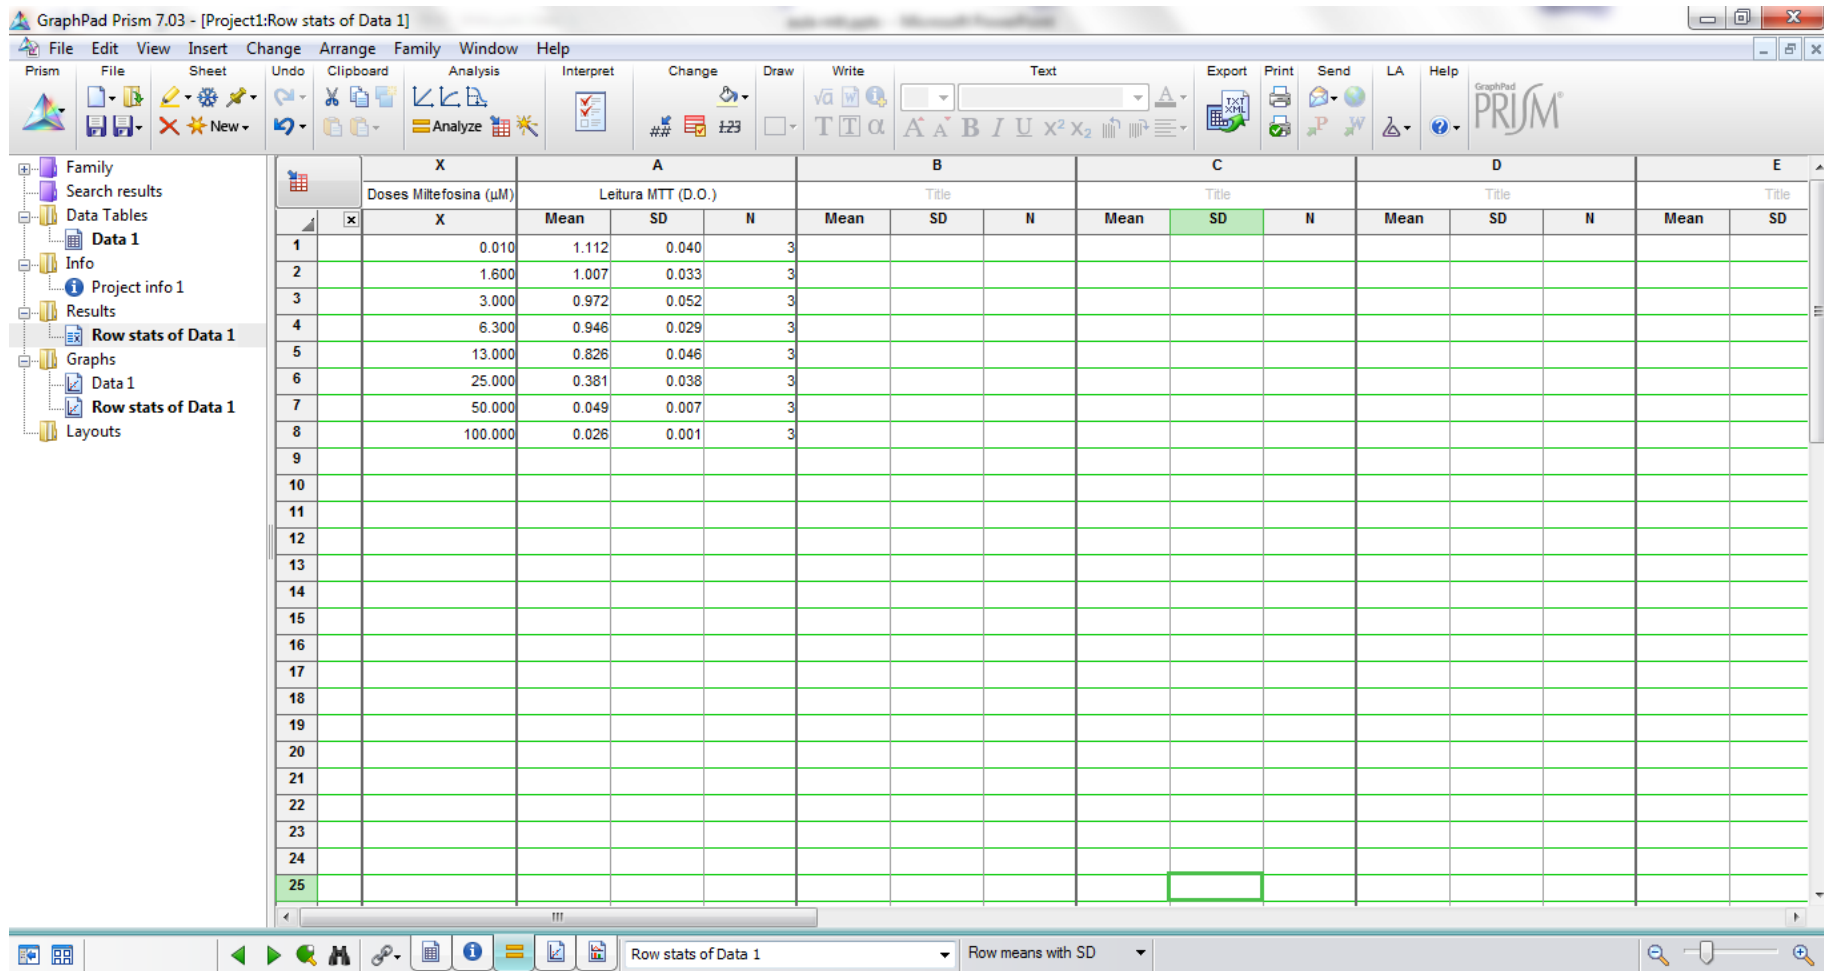 GraphPad Prism 7.03 - [Project1:Row stats of Data 1]
File Edit View Insert Change Arrange Family Window Help
Prism File Sheet Undo Clipboard Analysis Interpret Change Draw Write Text Export Print Send LA Help
New
Analyze
GraphPad
PRISM
Family
Search results
Data Tables
Data 1
Info
Project info 1
Results
Row stats of Data 1
Graphs
Data 1
Row stats of Data 1
Layouts
X A B C D E
Doses Miltefosina (µM) Leitura MTT (D.O.) Title Title Title Title
X Mean SD N Mean SD N Mean SD N Mean SD N Mean SD
1 0.010 1.112 0.040 3
2 1.600 1.007 0.033 3
3 3.000 0.972 0.052 3
4 6.300 0.946 0.029 3
5 13.000 0.826 0.046 3
6 25.000 0.381 0.038 3
7 50.000 0.049 0.007 3
8 100.000 0.026 0.001 3
9
10
11
12
13
14
15
16
17
18
19
20
21
22
23
24
25
Row stats of Data 1 Row means with SD